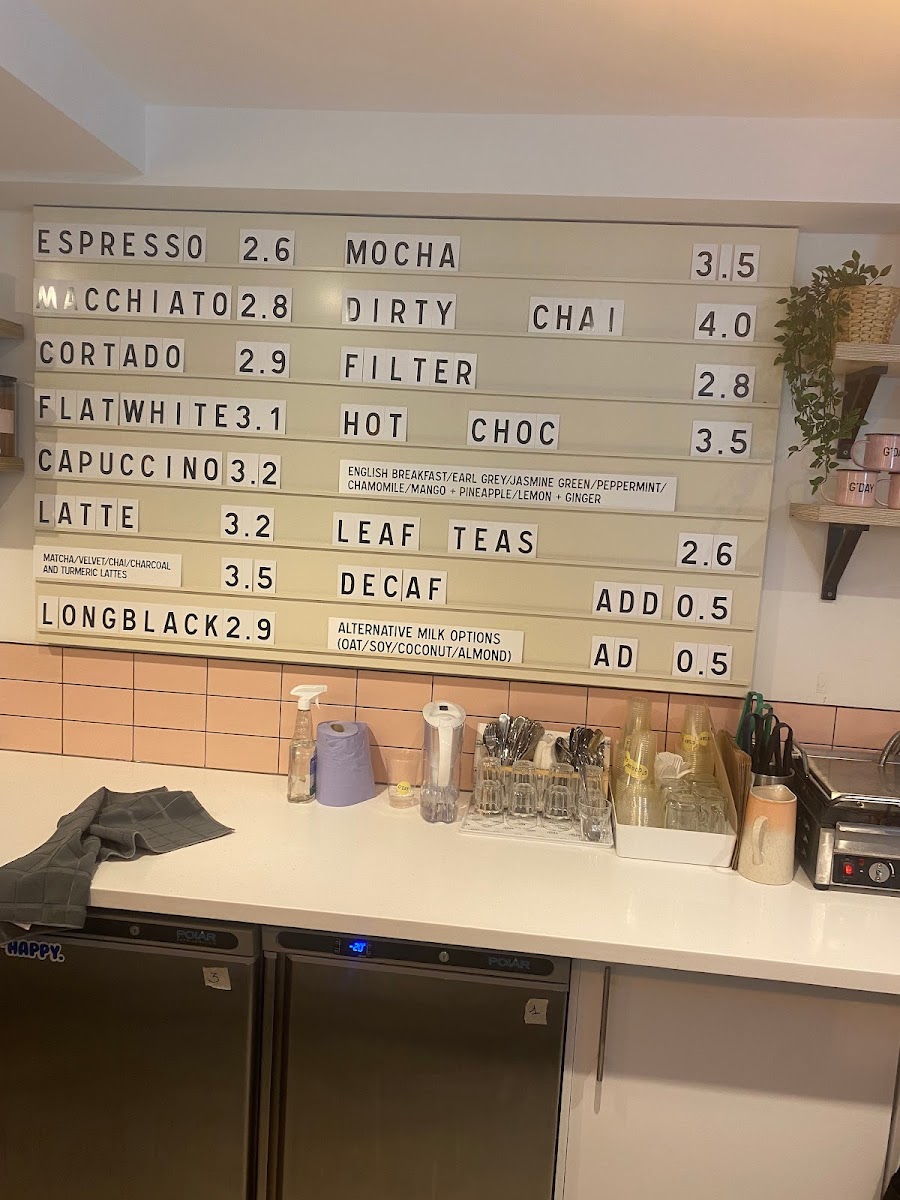 ESPRESSO 2.6
MACCHIATO 2.8
CORTADO 2.9
FLATWHITE 3.1
CAPUCCINO 3.2
LATTE 3.2
MATCHA/VELVET/CHAI/CHARCOAL
AND TURMERIC LATTES
3.5
LONGBLACK 2.9
MOCHA 3.5
DIRTY CHAI 4.0
FILTER 2.8
HOT CHOC 3.5
ENGLISH BREAKFAST/EARL GREY/JASMINE GREEN/PEPPERMINT/
CHAMOMILE/MANGO + PINEAPPLE/LEMON + GINGER
LEAF TEAS 2.6
DECAF ADD 0.5
ALTERNATIVE MILK OPTIONS
(OAT/SOY/COCONUT/ALMOND)
AD 0.5
G'DAY
G'DAY
HAPPY.
POLAR
3
-20
POLAR
1